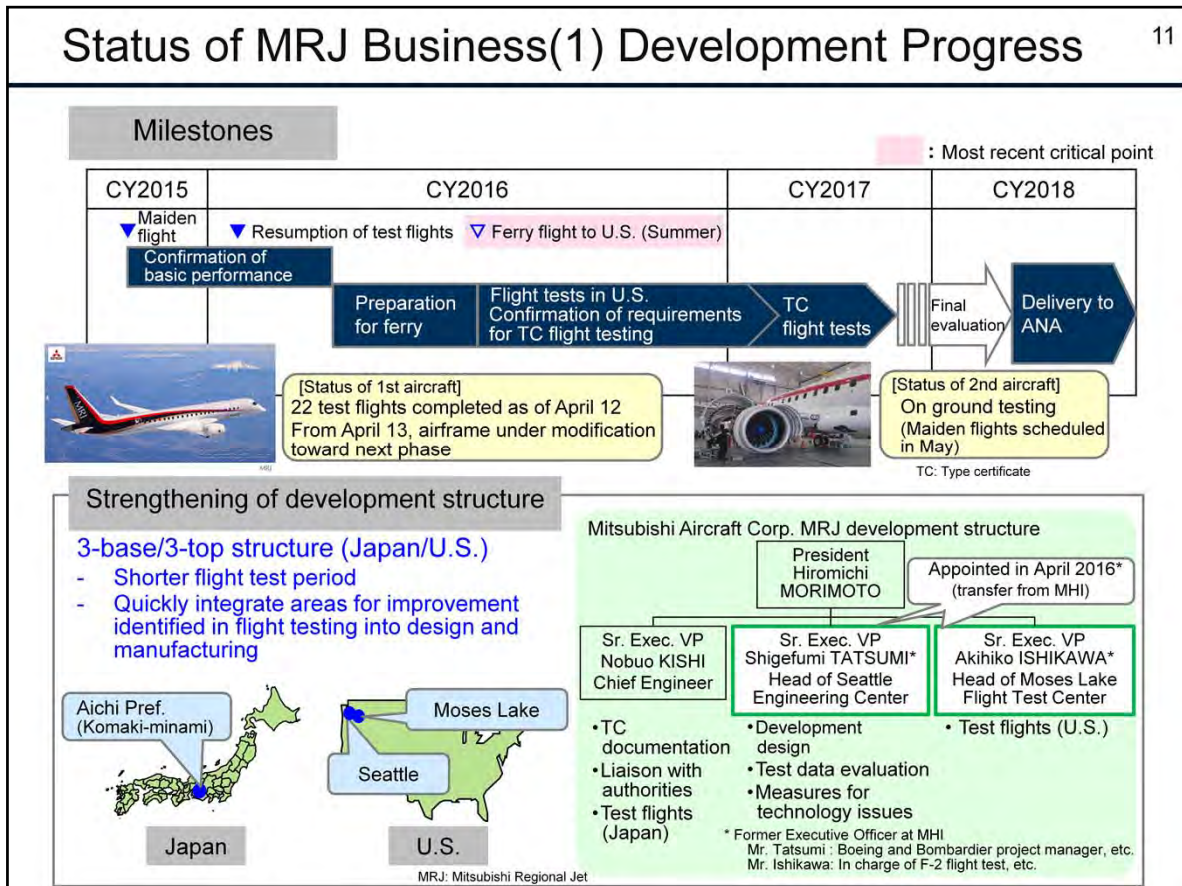 Status of MRJ Business(1) Development Progress
11
Milestones
: Most recent critical point
CY2015
CY2016
CY2017
CY2018
Maiden
flight
Resumption of test flights
Ferry flight to U.S. (Summer)
Confirmation of
basic performance
Preparation
for ferry
Flight tests in U.S.
Confirmation of requirements
for TC flight testing
TC
flight tests
Final
evaluation
Delivery to
ANA
MRJ
MRJ
[Status of 1st aircraft]
22 test flights completed as of April 12
From April 13, airframe under modification
toward next phase
[Status of 2nd aircraft]
On ground testing
(Maiden flights scheduled
in May)
TC: Type certificate
Strengthening of development structure
3-base/3-top structure (Japan/U.S.)
- Shorter flight test period
- Quickly integrate areas for improvement
identified in flight testing into design and
manufacturing
Aichi Pref.
(Komaki-minami)
Japan
Moses Lake
Seattle
U.S.
MRJ: Mitsubishi Regional Jet
Mitsubishi Aircraft Corp. MRJ development structure
President
Hiromichi
MORIMOTO
Appointed in April 2016*
(transfer from MHI)
Sr. Exec. VP
Nobuo KISHI
Chief Engineer
Sr. Exec. VP
Shigefumi TATSUMI*
Head of Seattle
Engineering Center
Sr. Exec. VP
Akihiko ISHIKAWA*
Head of Moses Lake
Flight Test Center
•TC
documentation
•Liaison with
authorities
•Test flights
(Japan)
•Development
design
•Test data evaluation
•Measures for
technology issues
•Test flights (U.S.)
* Former Executive Officer at MHI
Mr. Tatsumi : Boeing and Bombardier project manager, etc.
Mr. Ishikawa: In charge of F-2 flight test, etc.